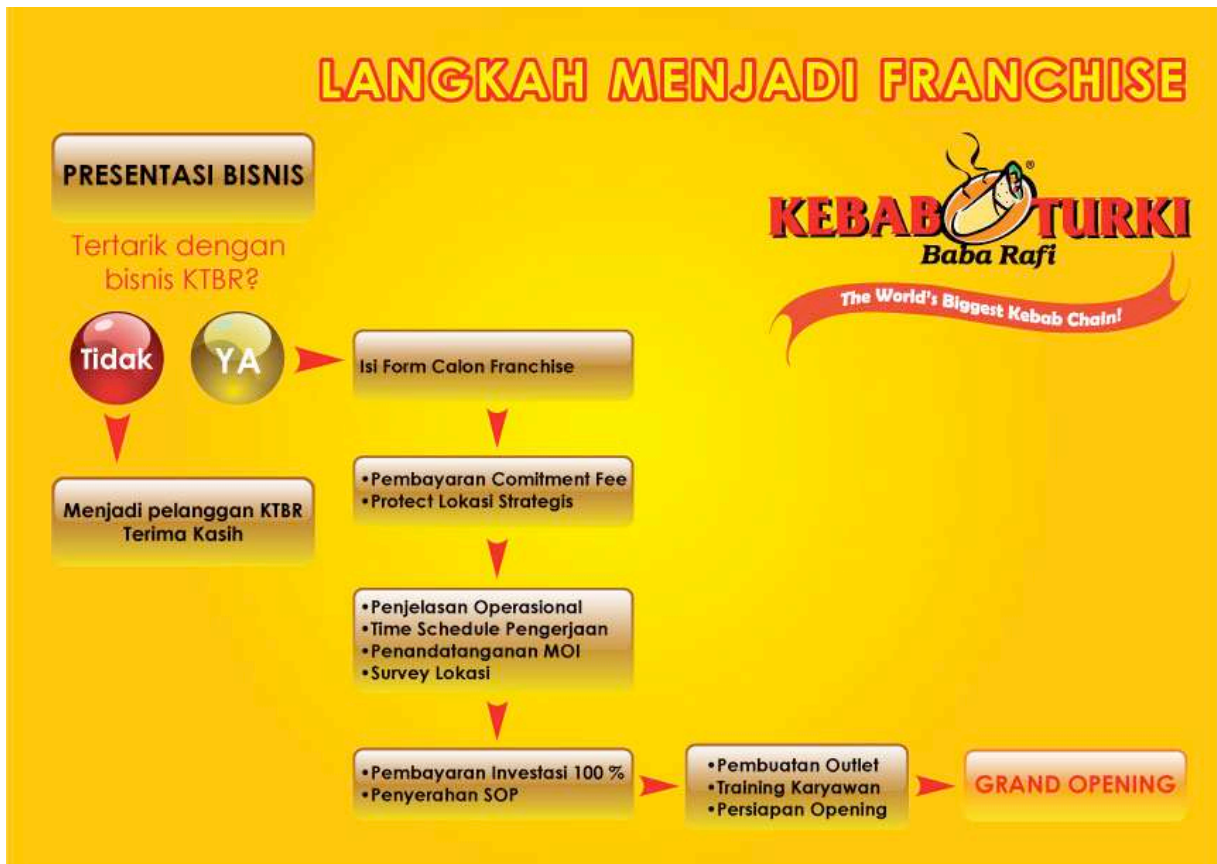 LANGKAH MENJADI FRANCHISE
PRESENTASI BISNIS
Tertarik dengan
bisnis KTBR?
Tidak
YA
Menjadi pelanggan KTBR
Terima Kasih
KEBAB TURKI
®
Baba Rafi
The World's Biggest Kebab Chain!
Isi Form Calon Franchise
•Pembayaran Comitment Fee
•Protect Lokasi Strategis
•Penjelasan Operasional
•Time Schedule Pengerjaan
•Penandatanganan MOI
•Survey Lokasi
•Pembayaran Investasi 100 %
•Penyerahan SOP
•Pembuatan Outlet
•Training Karyawan
•Persiapan Opening
GRAND OPENING